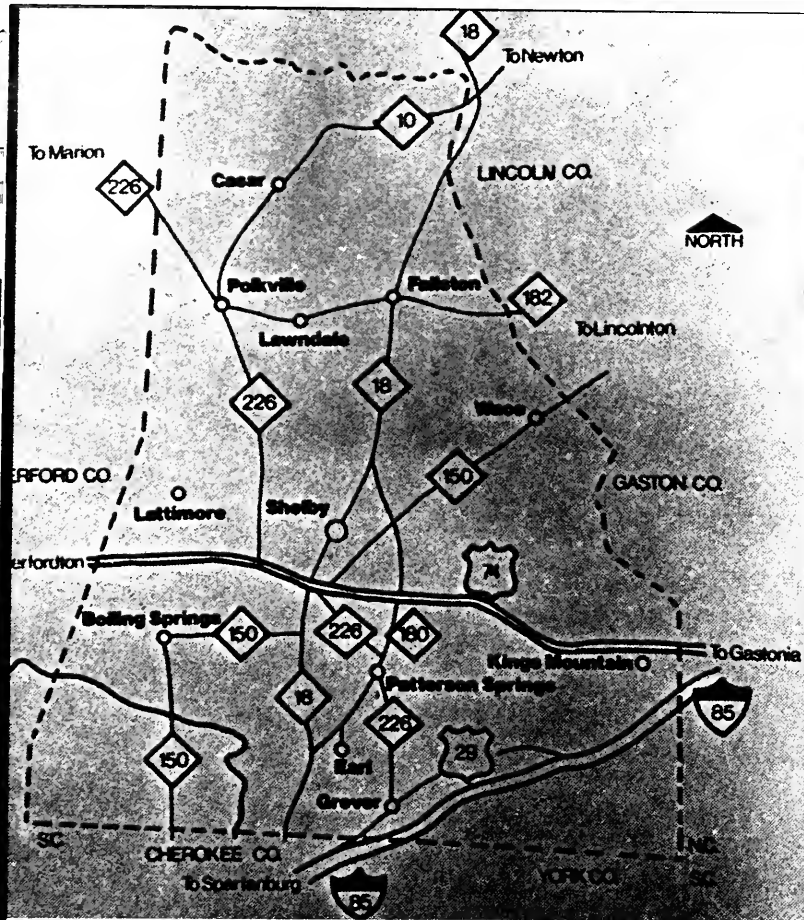 18
To Newton
10
To Marion
226
Casar
LINCOLN CO.
NORTH
Polkville
Fallston
182
Lawndale
To Lincolnton
18
226
Waco
150
ERFORD CO.
GASTON CO.
Lattimore
Shelby
74
erfordton
Boiling Springs
150
226
180
To Gastonia
Kings Mountain
Patterson Springs
18
226
85
29
150
Earl
Grover
S.C.
N.C.
CHEROKEE CO.
YORK CO.
S.C.
To Spartanburg
85